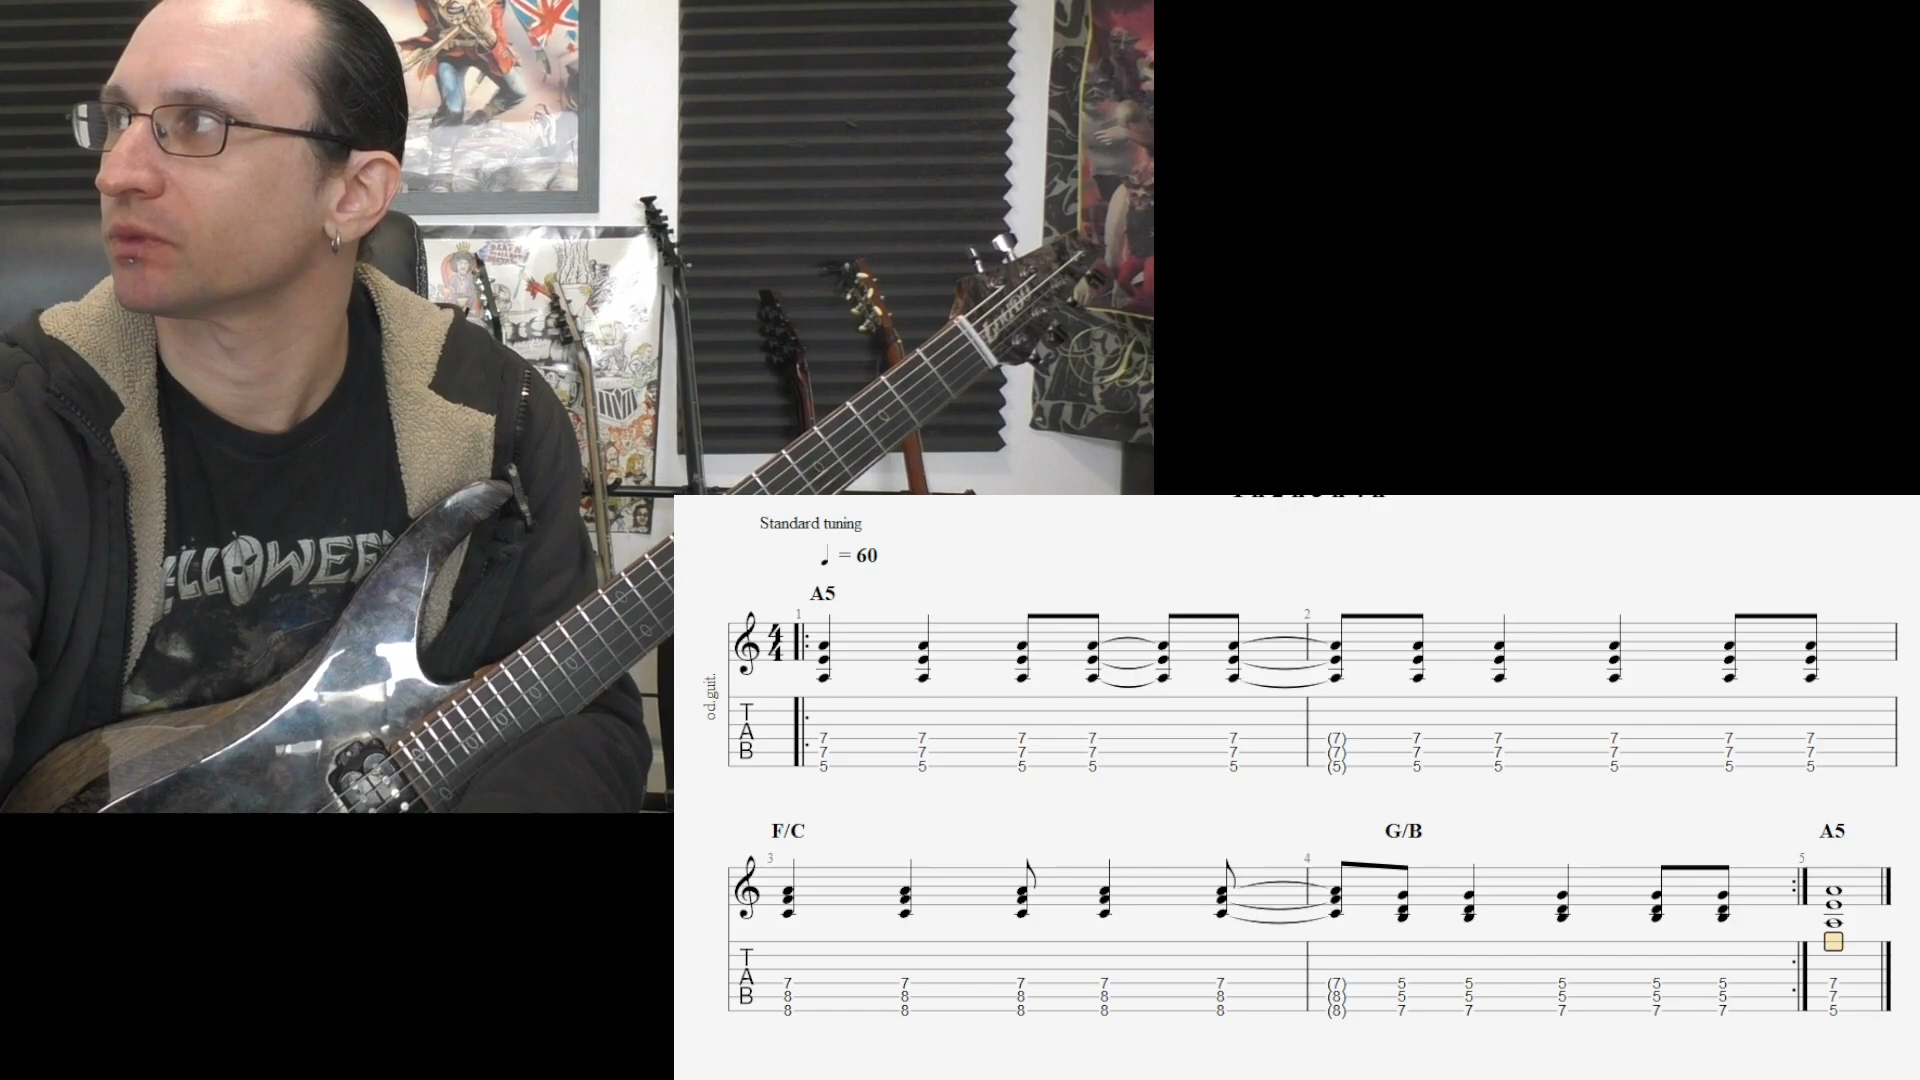 HELLOWEEN
Standard tuning
= 60
A5
1
2
od.guit.
4
4
T
A
B
7 7 7 7 7 (7) 7 7 7 7 7
7 7 7 7 7 (7) 7 7 7 7 7
5 5 5 5 5 (5) 5 5 5 5 5
F/C G/B A5
3 4 5
T
A
B
7 7 7 7 7 (7) 5 5 5 5 5 7
8 8 8 8 8 (8) 5 5 5 5 5 7
8 8 8 8 8 (8) 7 7 7 7 7 5